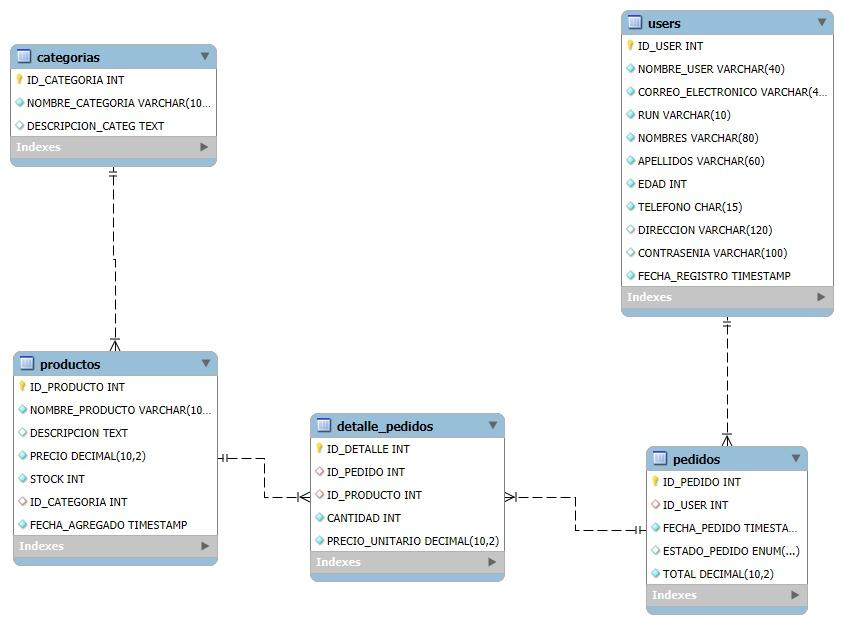 categorias
ID_CATEGORIA INT
NOMBRE_CATEGORIA VARCHAR(10...
DESCRIPCION_CATEG TEXT
Indexes
users
ID_USER INT
NOMBRE_USER VARCHAR(40)
CORREO_ELECTRONICO VARCHAR(4...
RUN VARCHAR(10)
NOMBRES VARCHAR(80)
APELLIDOS VARCHAR(60)
EDAD INT
TELEFONO CHAR(15)
DIRECCION VARCHAR(120)
CONTRASENIA VARCHAR(100)
FECHA_REGISTRO TIMESTAMP
Indexes
productos
ID_PRODUCTO INT
NOMBRE_PRODUCTO VARCHAR(10...
DESCRIPCION TEXT
PRECIO DECIMAL(10,2)
STOCK INT
ID_CATEGORIA INT
FECHA_AGREGADO TIMESTAMP
Indexes
detalle_pedidos
ID_DETALLE INT
ID_PEDIDO INT
ID_PRODUCTO INT
CANTIDAD INT
PRECIO_UNITARIO DECIMAL(10,2)
Indexes
pedidos
ID_PEDIDO INT
ID_USER INT
FECHA_PEDIDO TIMESTA...
ESTADO_PEDIDO ENUM(...)
TOTAL DECIMAL(10,2)
Indexes